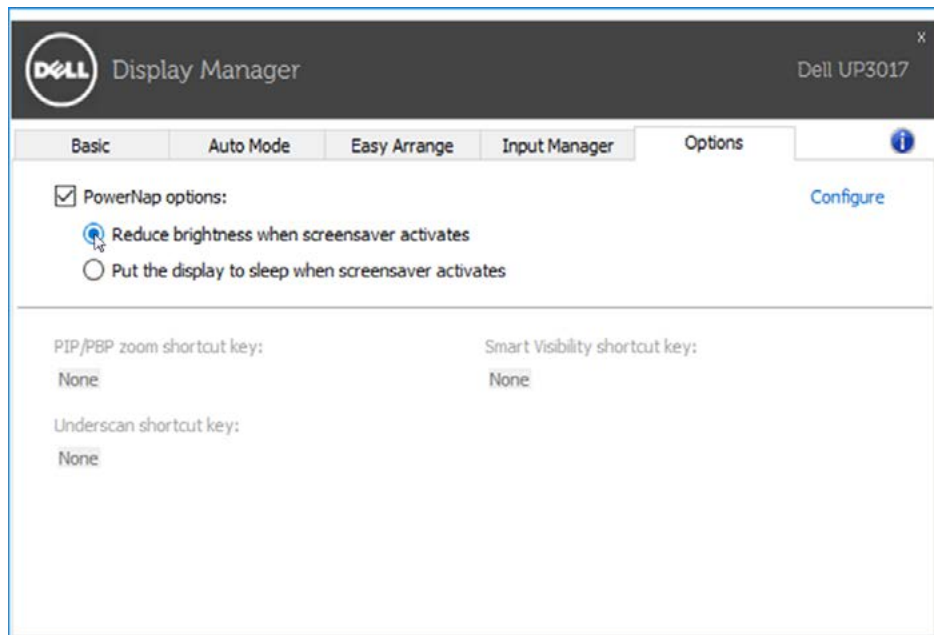 x
DELL Display Manager Dell UP3017
Basic Auto Mode Easy Arrange Input Manager Options i
PowerNap options: Configure
Reduce brightness when screensaver activates
Put the display to sleep when screensaver activates
PIP/PBP zoom shortcut key: Smart Visibility shortcut key:
None None
Underscan shortcut key:
None